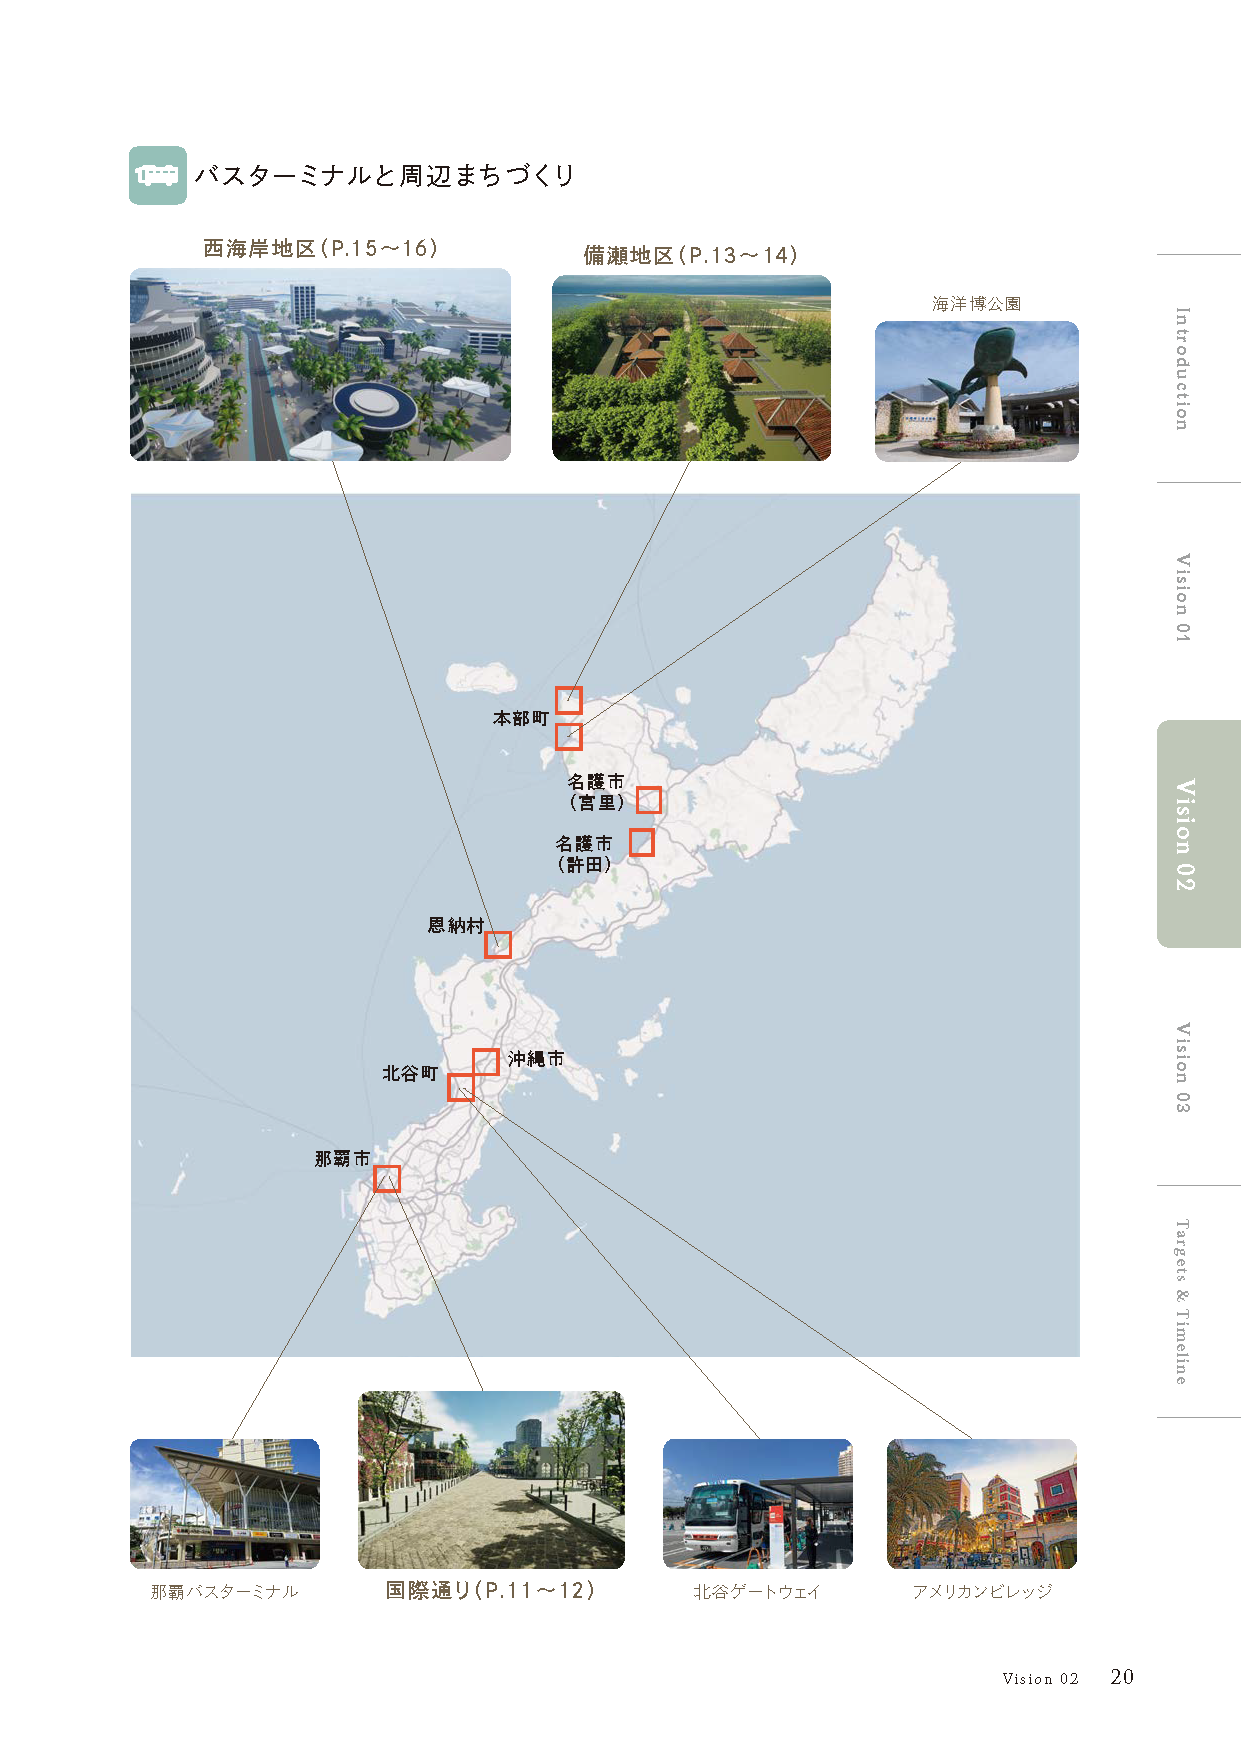 バスターミナルと周辺まちづくり
西海岸地区（P.15～16）
備瀬地区（P.13～14）
海洋博公園
本部町
名護市
（宮里）
名護市
（許田）
恩納村
沖縄市
北谷町
那覇市
那覇バスターミナル
国際通り（P.11～12）
北谷ゲートウェイ
アメリカンビレッジ
Introduction
Vision 01
Vision 02
Vision 03
Targets & Timeline
Vision 02 20